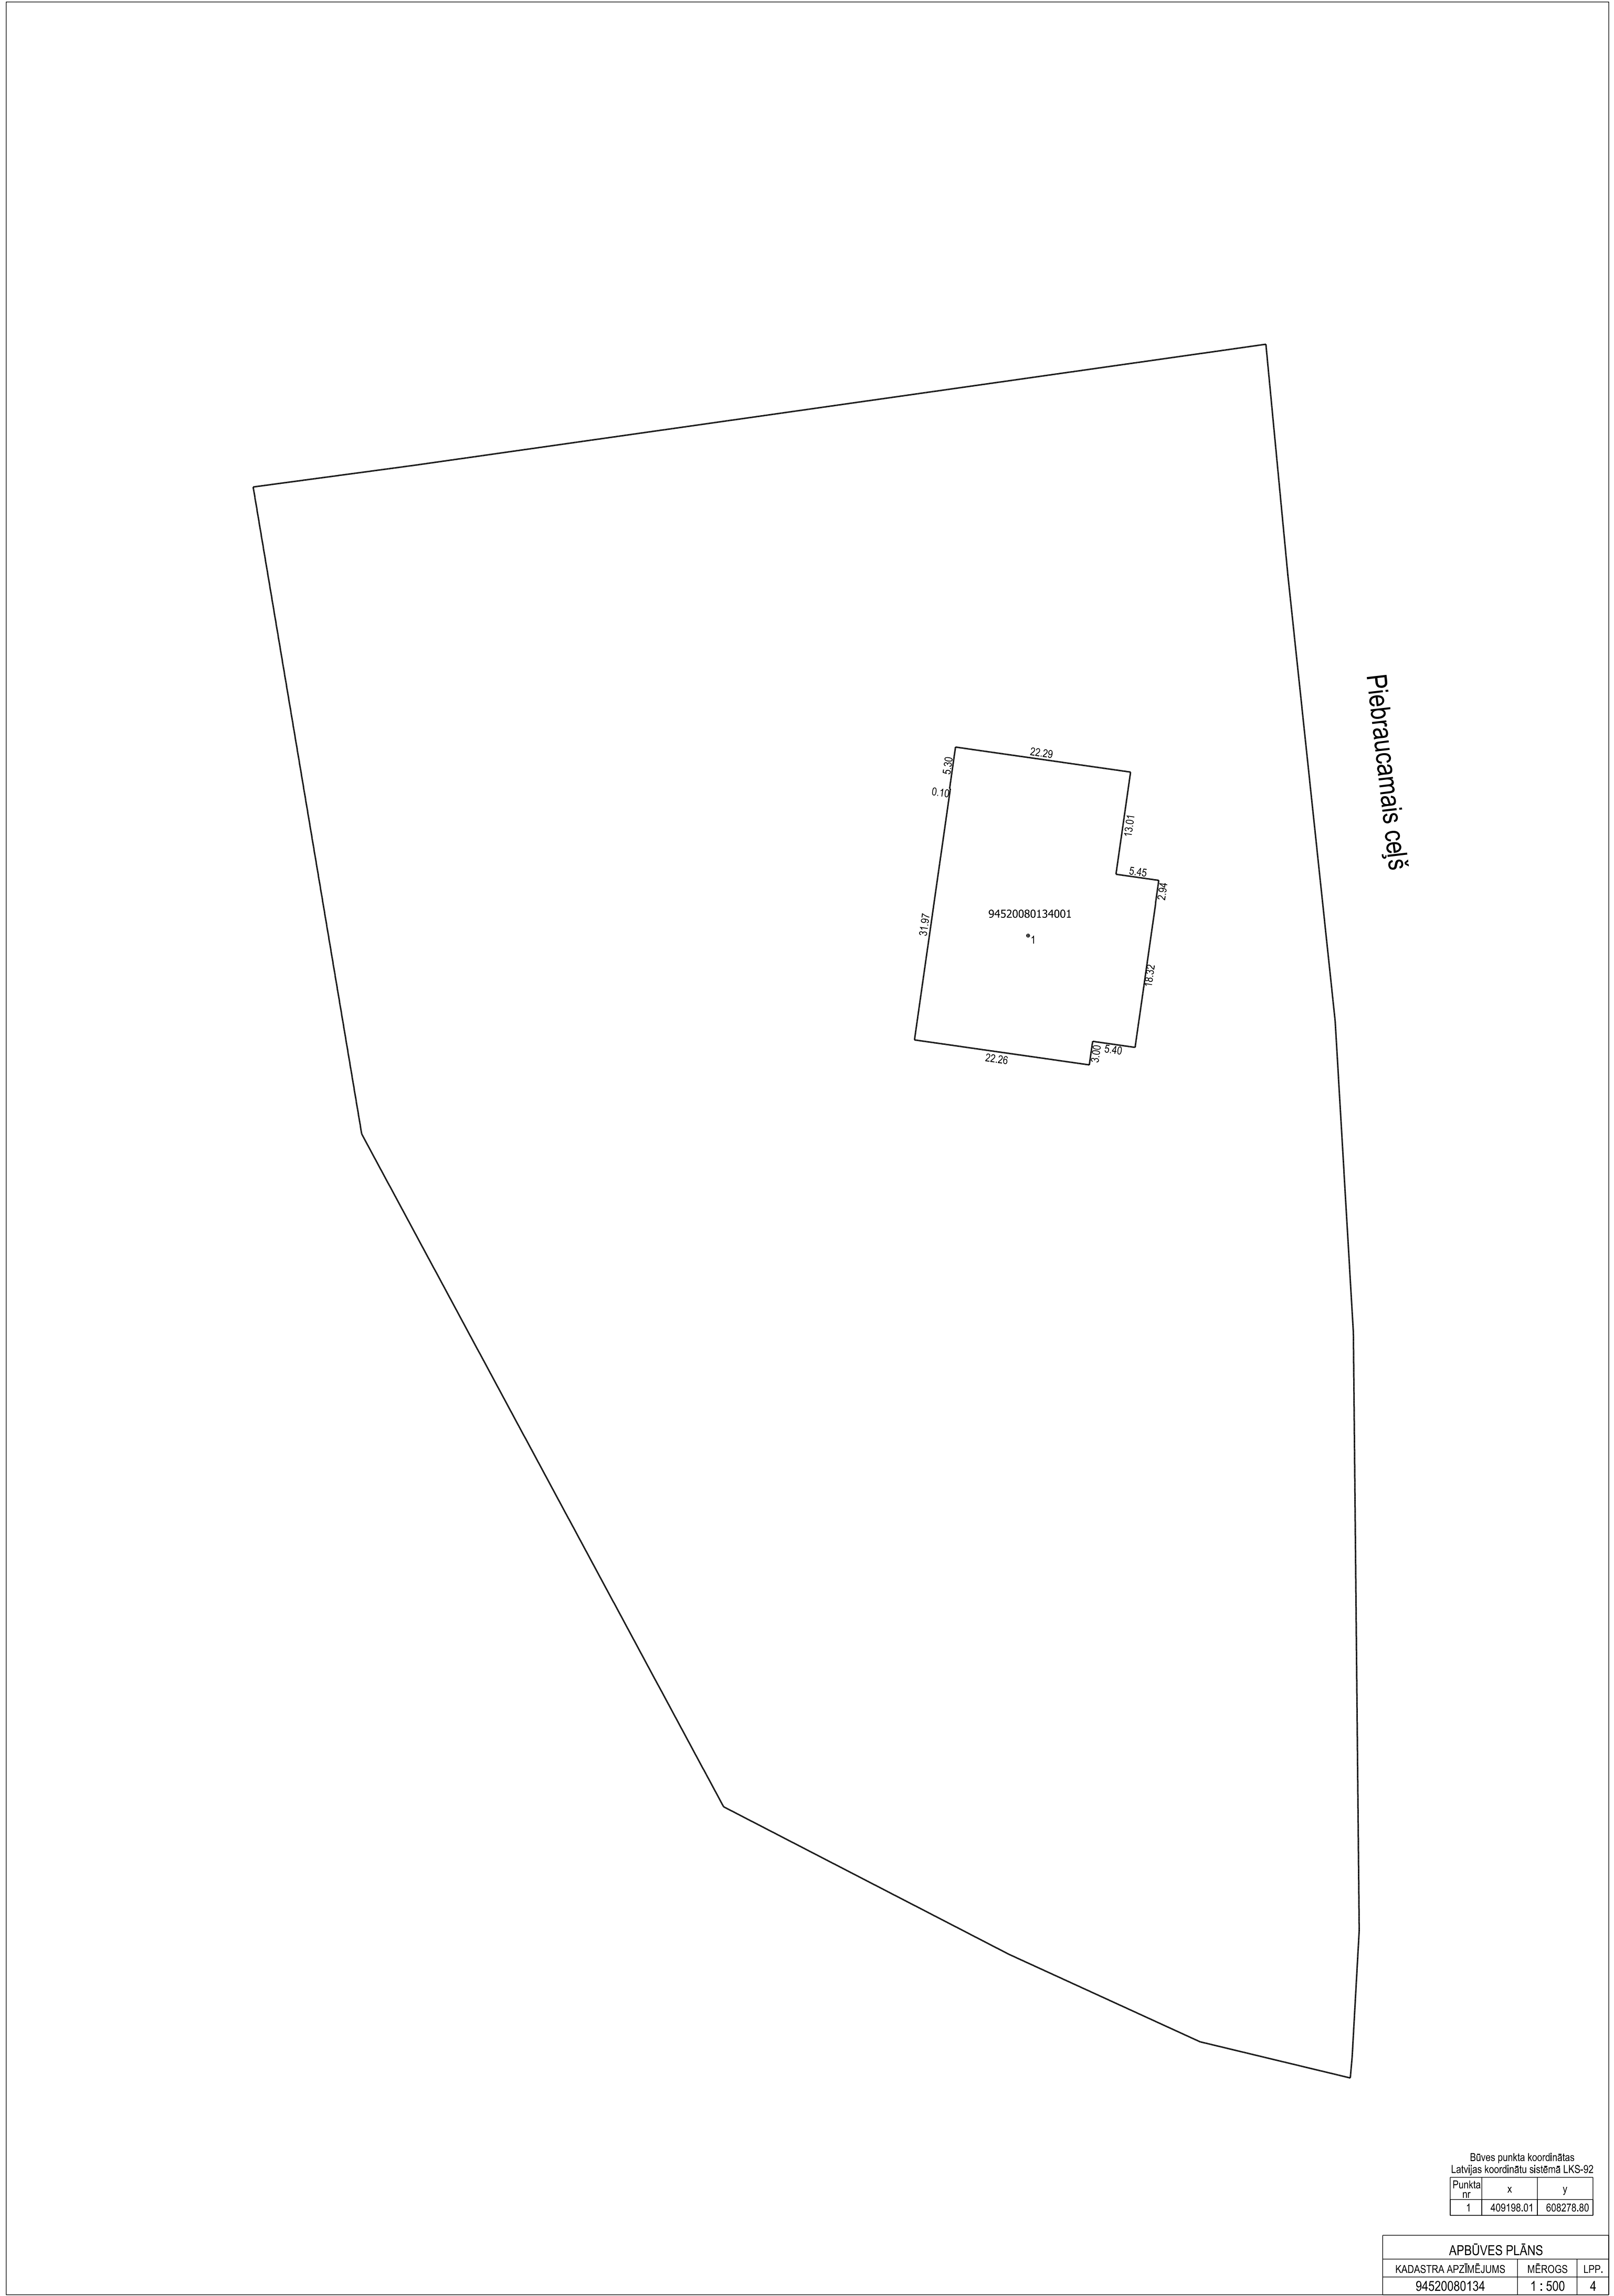 Piebraucamais ceļš
22.29
5.30
0.10
13.01
5.45
2.94
94520080134001
1
31.97
18.32
3.00
5.40
22.26
Būves punkta koordinātas
Latvijas koordinātu sistēmā LKS-92
Punkta nr x y
1 409198.01 608278.80
APBŪVES PLĀNS
KADASTRA APZĪMĒJUMS MĒROGS LPP.
94520080134 1 : 500 4